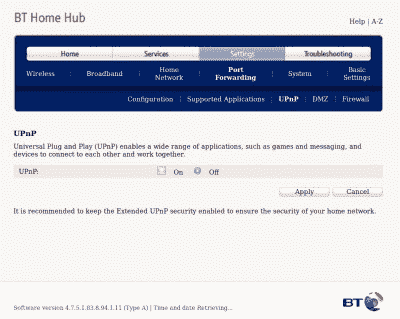 BT Home Hub
Help | A-Z
Home Services Settings Troubleshooting
Wireless Broadband Home Network Port Forwarding System Basic Settings
Configuration Supported Applications UPnP DMZ Firewall
UPnP
Universal Plug and Play (UPnP) enables a wide range of applications, such as games and messaging, and
devices to connect to each other and work together.
UPnP: On Off
Apply Cancel
It is recommended to keep the Extended UPnP security enabled to ensure the security of your home network.
Software version 4.7.5.1.83.8.94.1.11 (Type A) | Time and date Retrieving...
BT